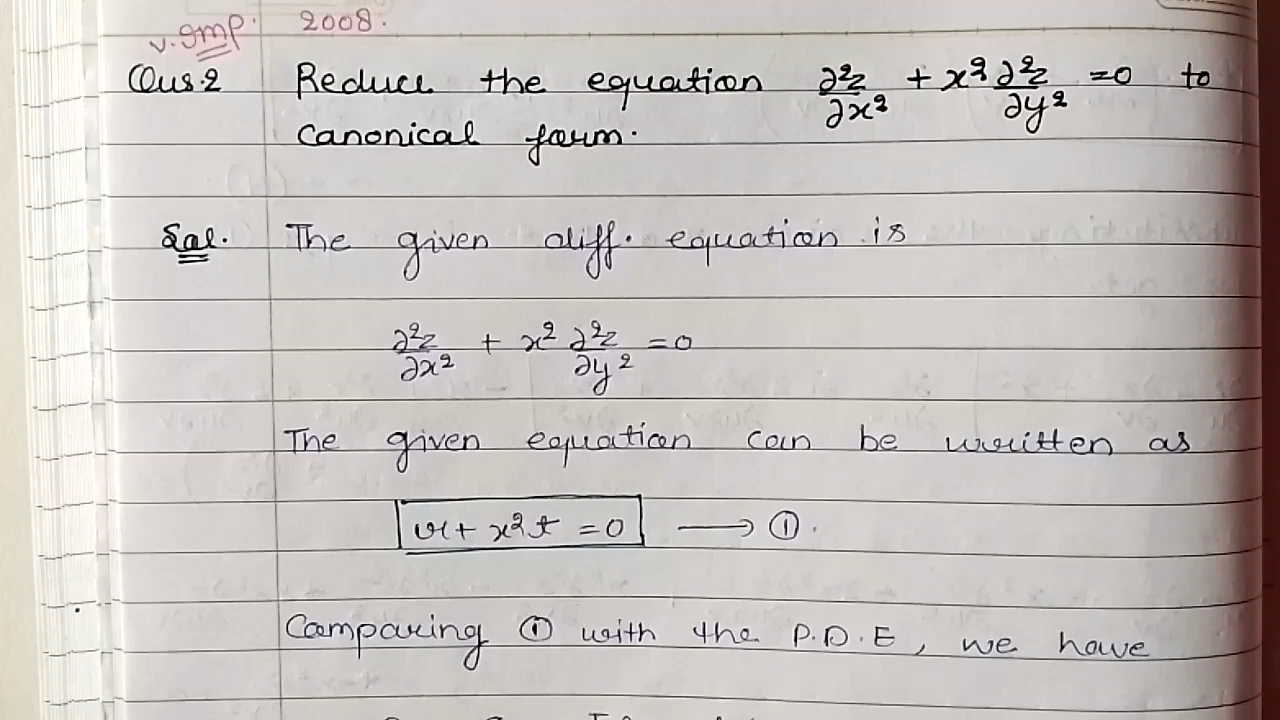 v. Imp. 2008.
Ques.2 Reduce the equation ∂²z/∂x² + x² ∂²z/∂y² = 0 to
canonical form.
Sol. The given diff. equation is
∂²z/∂x² + x² ∂²z/∂y² = 0
The given equation can be written as
r + x²t = 0 → ①.
Comparing ① with the P.D.E, we have